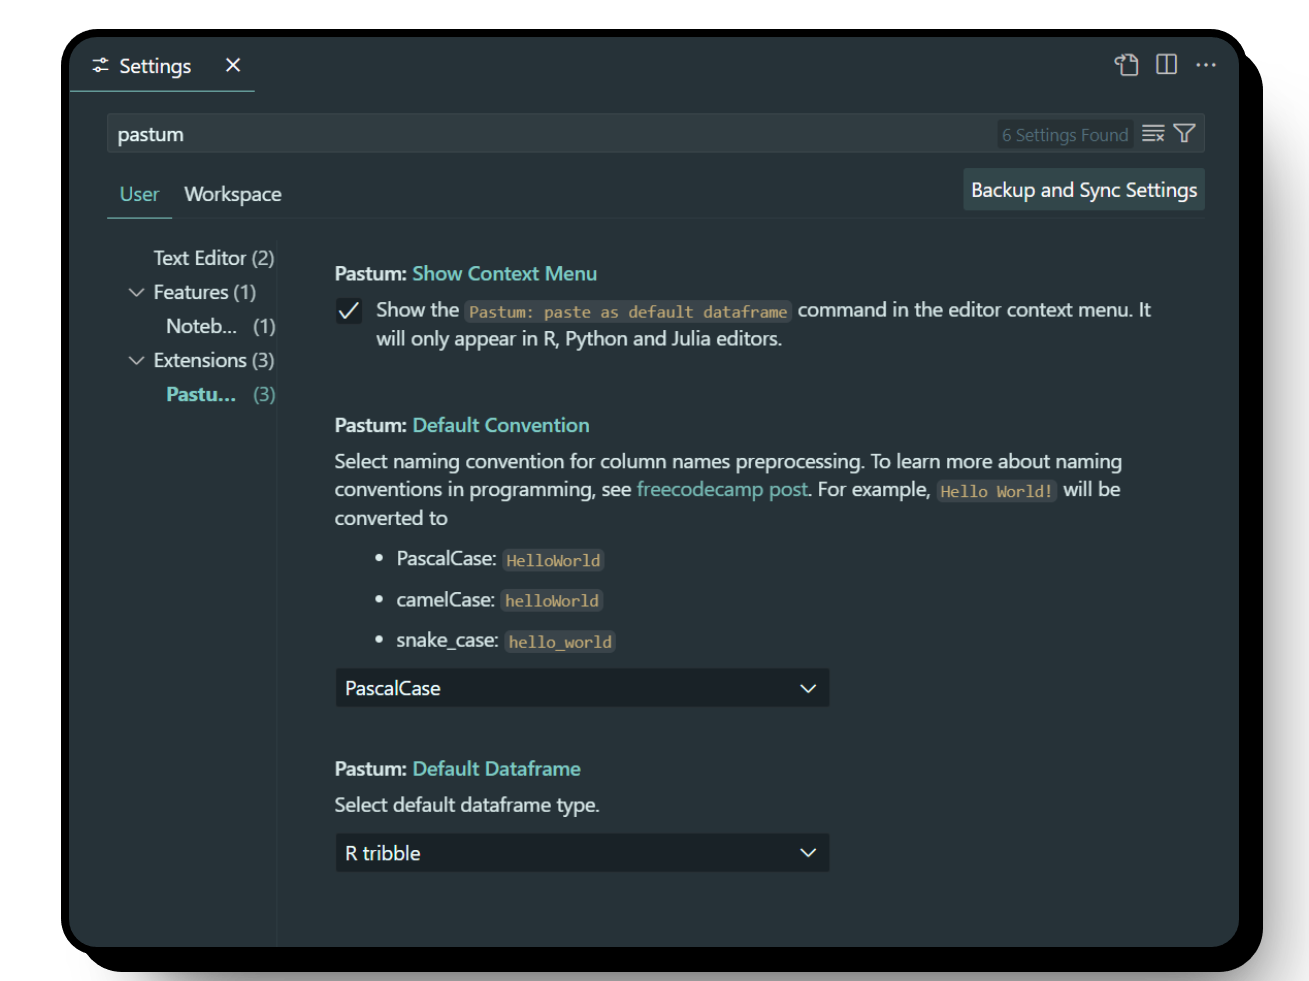 Settings
pastum
6 Settings Found
User Workspace
Backup and Sync Settings
Text Editor (2)
Features (1)
Noteb... (1)
Extensions (3)
Pastu... (3)
Pastum: Show Context Menu
Show the Pastum: paste as default dataframe command in the editor context menu. It
will only appear in R, Python and Julia editors.
Pastum: Default Convention
Select naming convention for column names preprocessing. To learn more about naming
conventions in programming, see freecodecamp post. For example, Hello World! will be
converted to
• PascalCase: HelloWorld
• camelCase: helloWorld
• snake_case: hello_world
PascalCase
Pastum: Default Dataframe
Select default dataframe type.
R tribble